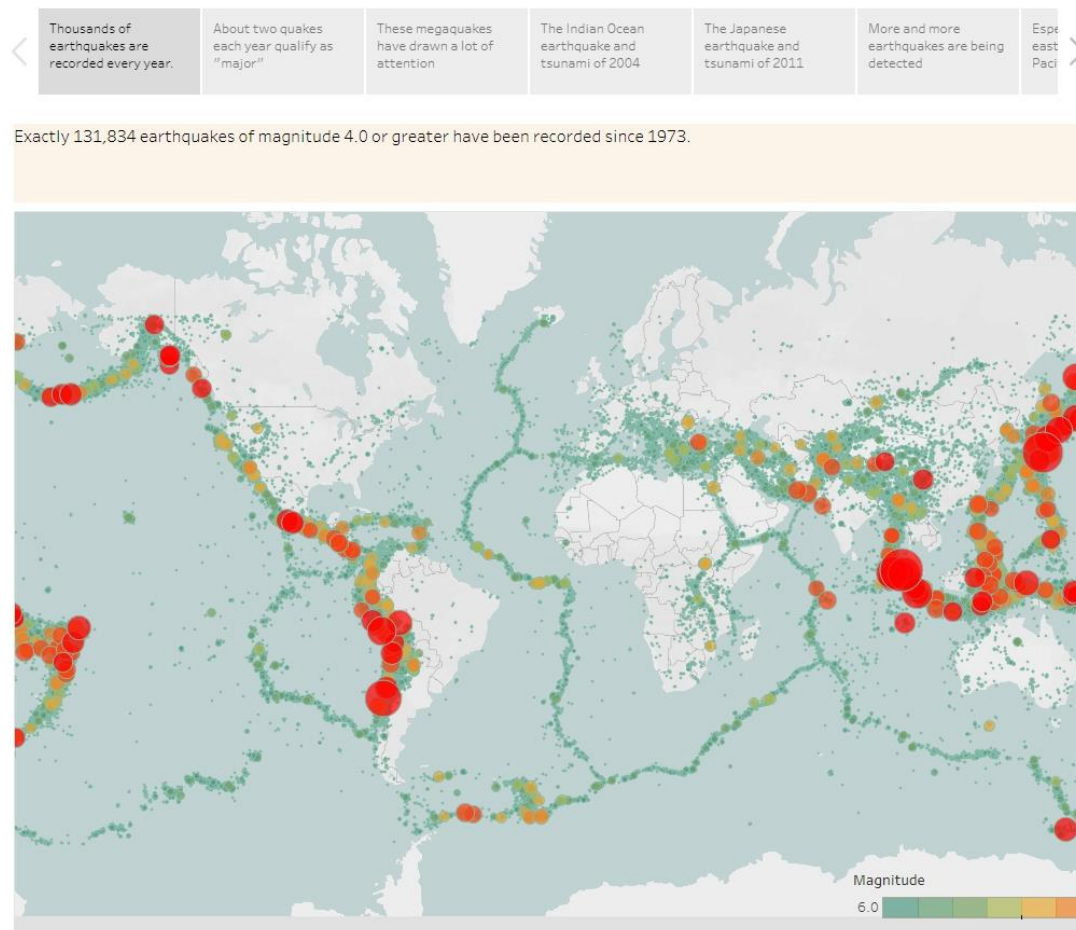 Thousands of
earthquakes are
recorded every year.
About two quakes
each year qualify as
"major"
These megaquakes
have drawn a lot of
attention
The Indian Ocean
earthquake and
tsunami of 2004
The Japanese
earthquake and
tsunami of 2011
More and more
earthquakes are being
detected
Espe
east
Paci
Exactly 131,834 earthquakes of magnitude 4.0 or greater have been recorded since 1973.
Magnitude
6.0